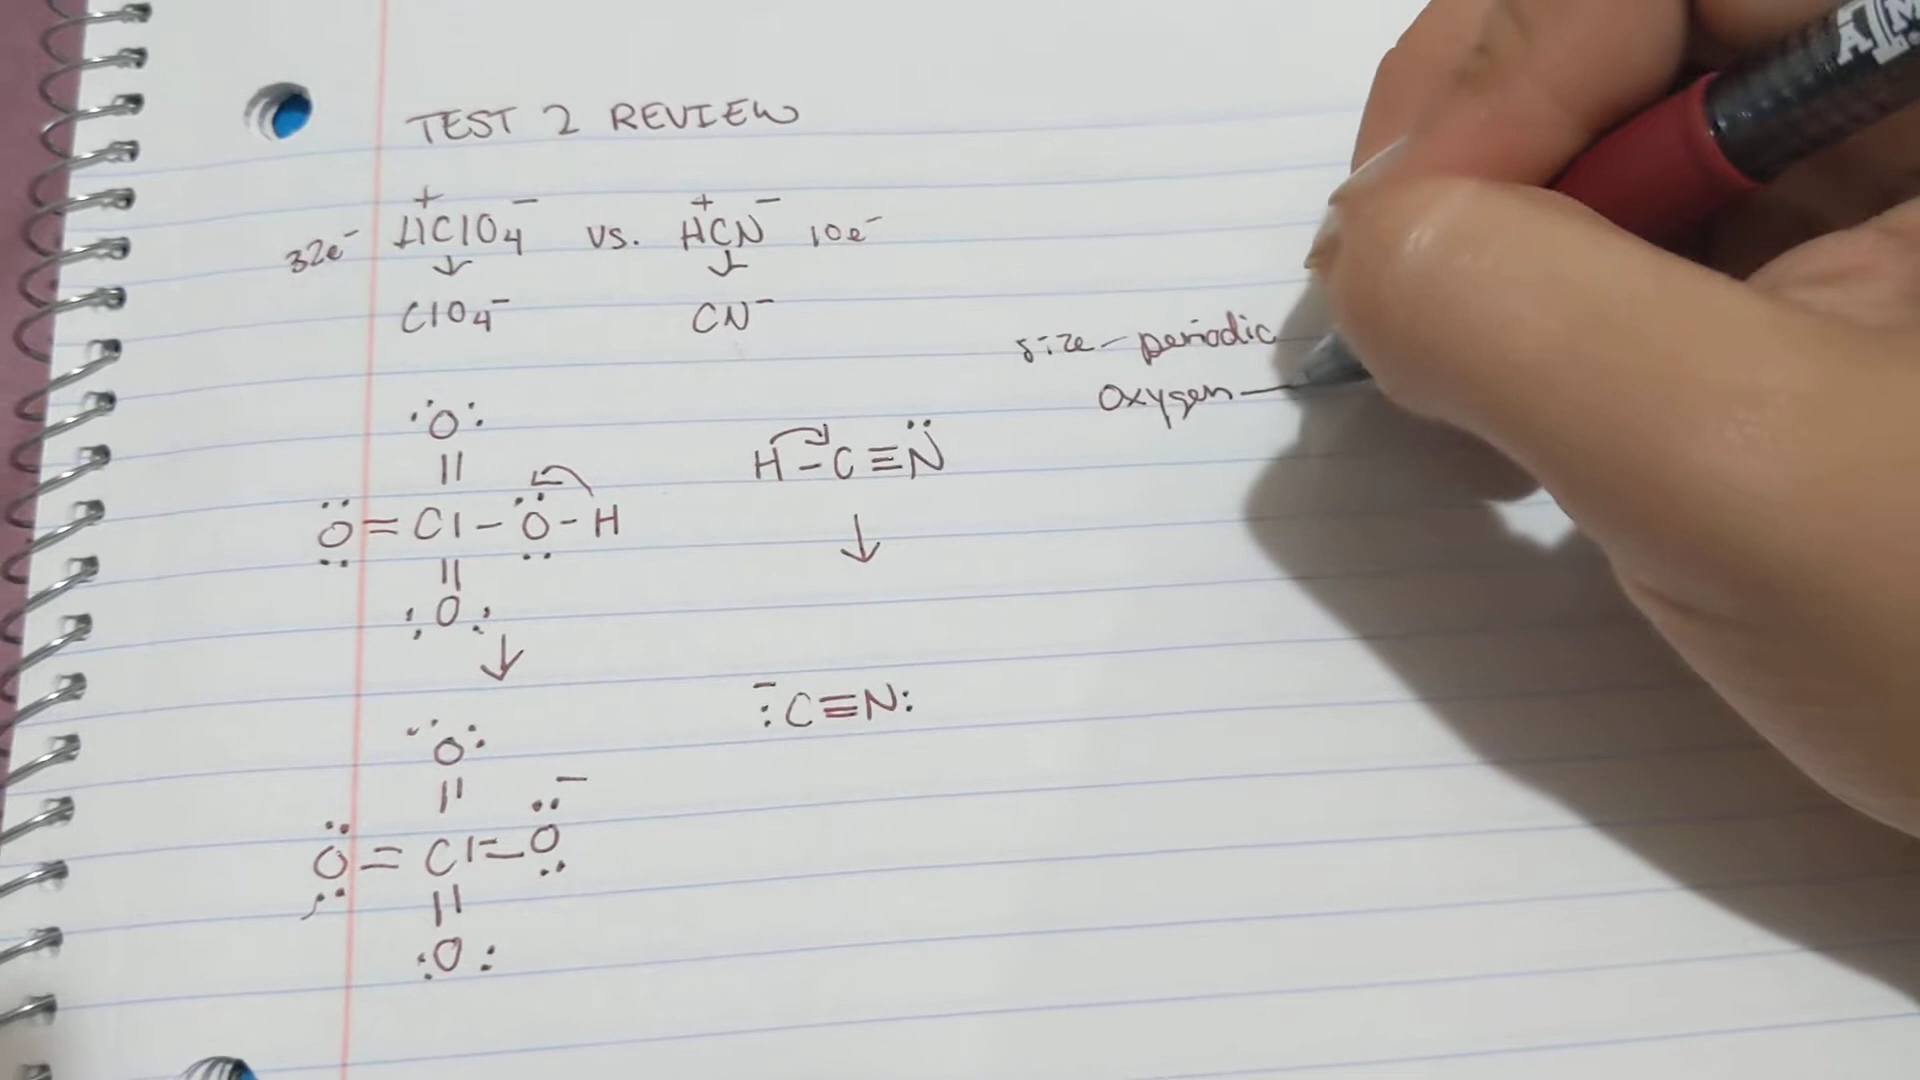 TEST 2 REVIEW
+ − + −
32e⁻ HClO₄ vs. HCN 10e⁻
↓ ↓
ClO₄⁻ CN⁻
size - periodic
oxygen -
O
||
H-C≡N
O=Cl-O-H
||
O
↓ ↓
⁻:C≡N:
O
||
O=Cl=O⁻
||
:O:
A M